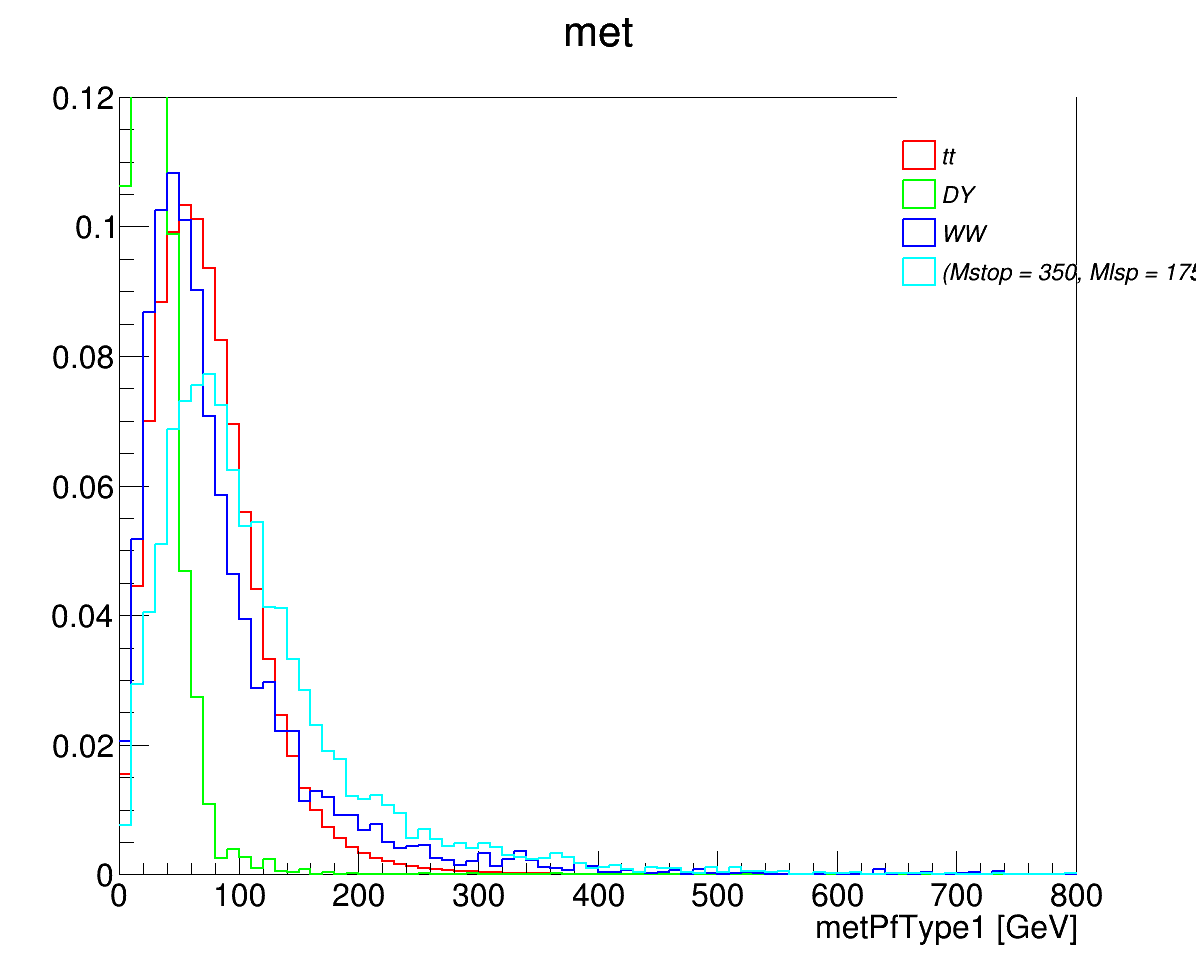 met
0.12
0.1
0.08
0.06
0.04
0.02
0
tt
DY
WW
(Mstop = 350, Mlsp = 175
0 100 200 300 400 500 600 700 800
metPfType1 [GeV]